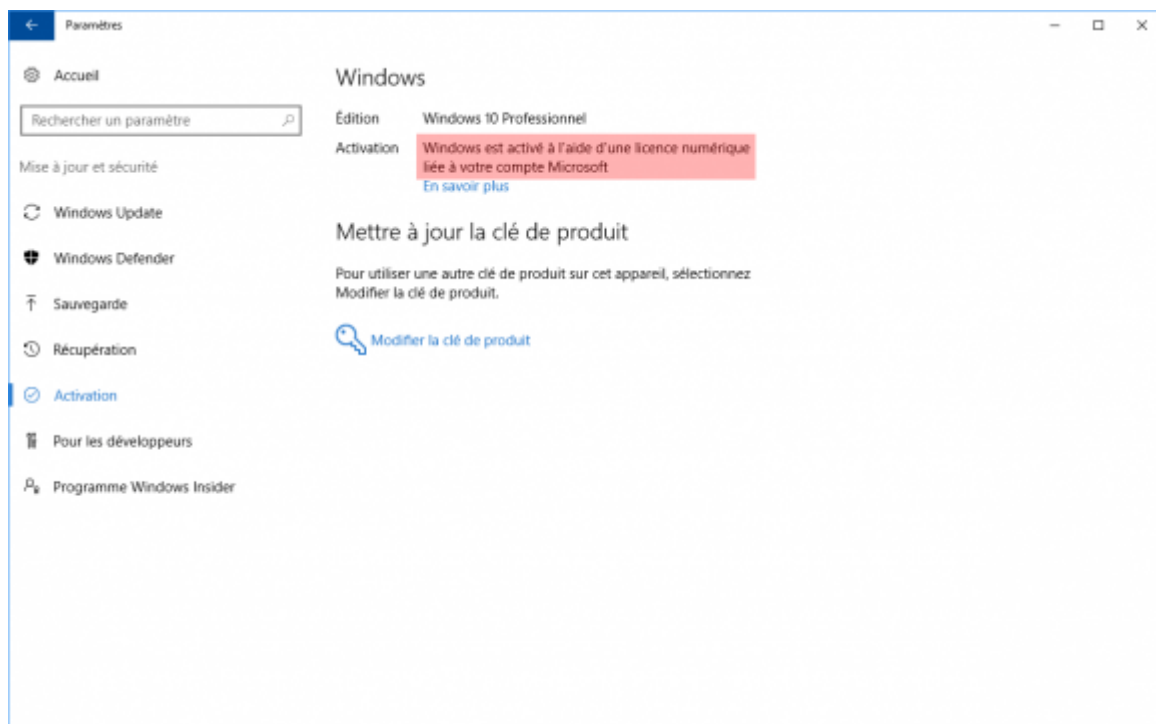 Paramètres
Accueil
Rechercher un paramètre
Mise à jour et sécurité
Windows Update
Windows Defender
Sauvegarde
Récupération
Activation
Pour les développeurs
Programme Windows Insider
Windows
Édition Windows 10 Professionnel
Activation Windows est activé à l'aide d'une licence numérique
liée à votre compte Microsoft
En savoir plus
Mettre à jour la clé de produit
Pour utiliser une autre clé de produit sur cet appareil, sélectionnez
Modifier la clé de produit.
Modifier la clé de produit